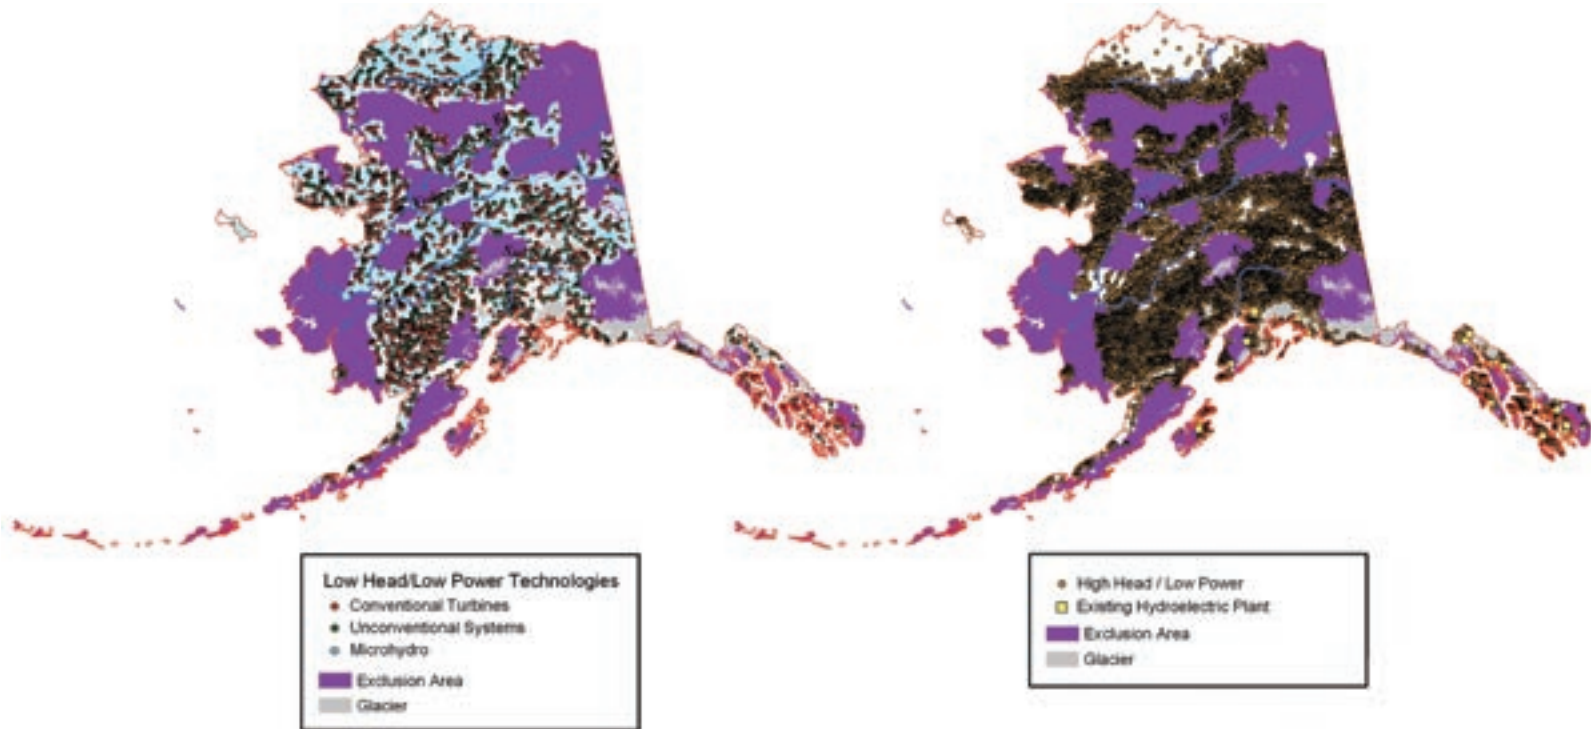 Low Head/Low Power Technologies
Conventional Turbines
Unconventional Systems
Microhydro
Exclusion Area
Glacier
High Head / Low Power
Existing Hydroelectric Plant
Exclusion Area
Glacier